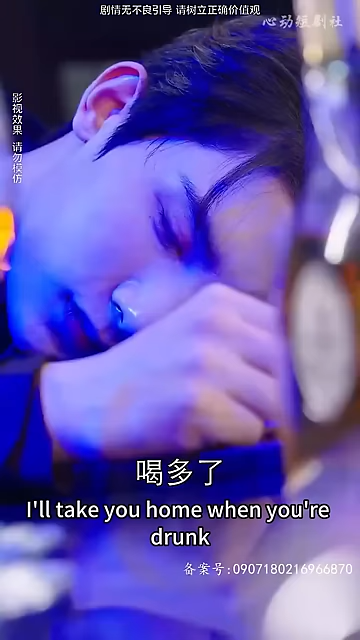 剧情无不良引导 请树立正确价值观
心动短剧社
影视效果 请勿模仿
喝多了
I'll take you home when you're
drunk
备案号:0907180216966870